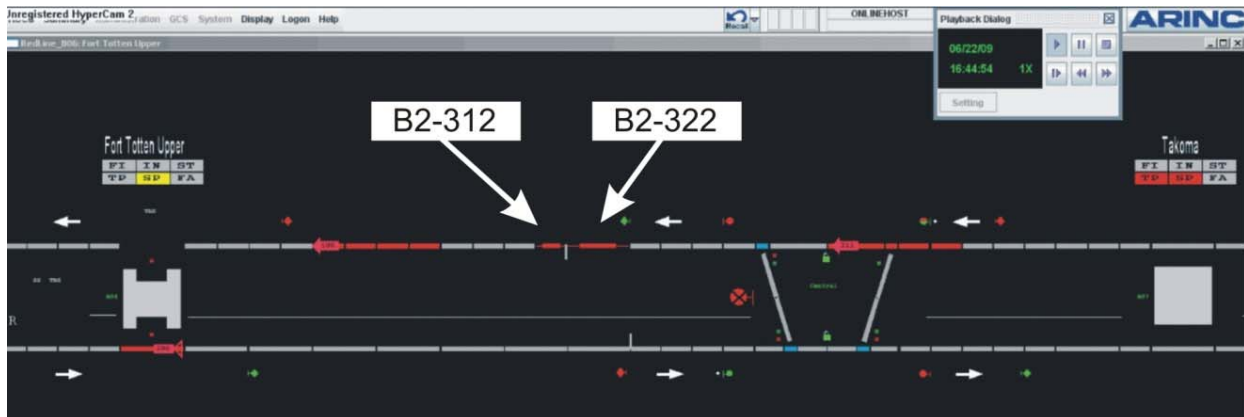 Unregistered HyperCam 2
GCS System Display Logon Help
Recall
ONLINEHOST
ARINC
RedLine_B06: Fort Totten Upper
Playback Dialog
06/22/09
16:44:54 1X
Setting
B2-312
B2-322
Fort Totten Upper
FI IN ST
TP SP FA
Takoma
FI IN ST
TP SP FA
R